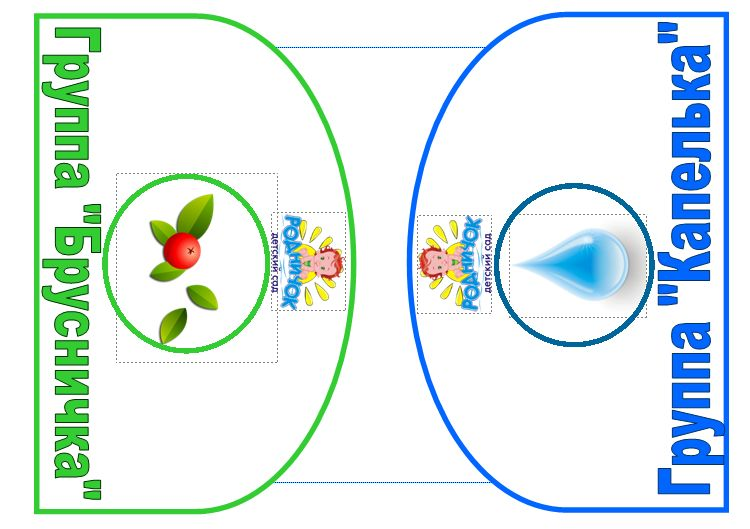 Группа "Брусничка"
РОДНИЧОК
детский сад
РОДНИЧОК
детский сад
Группа "Капелька"